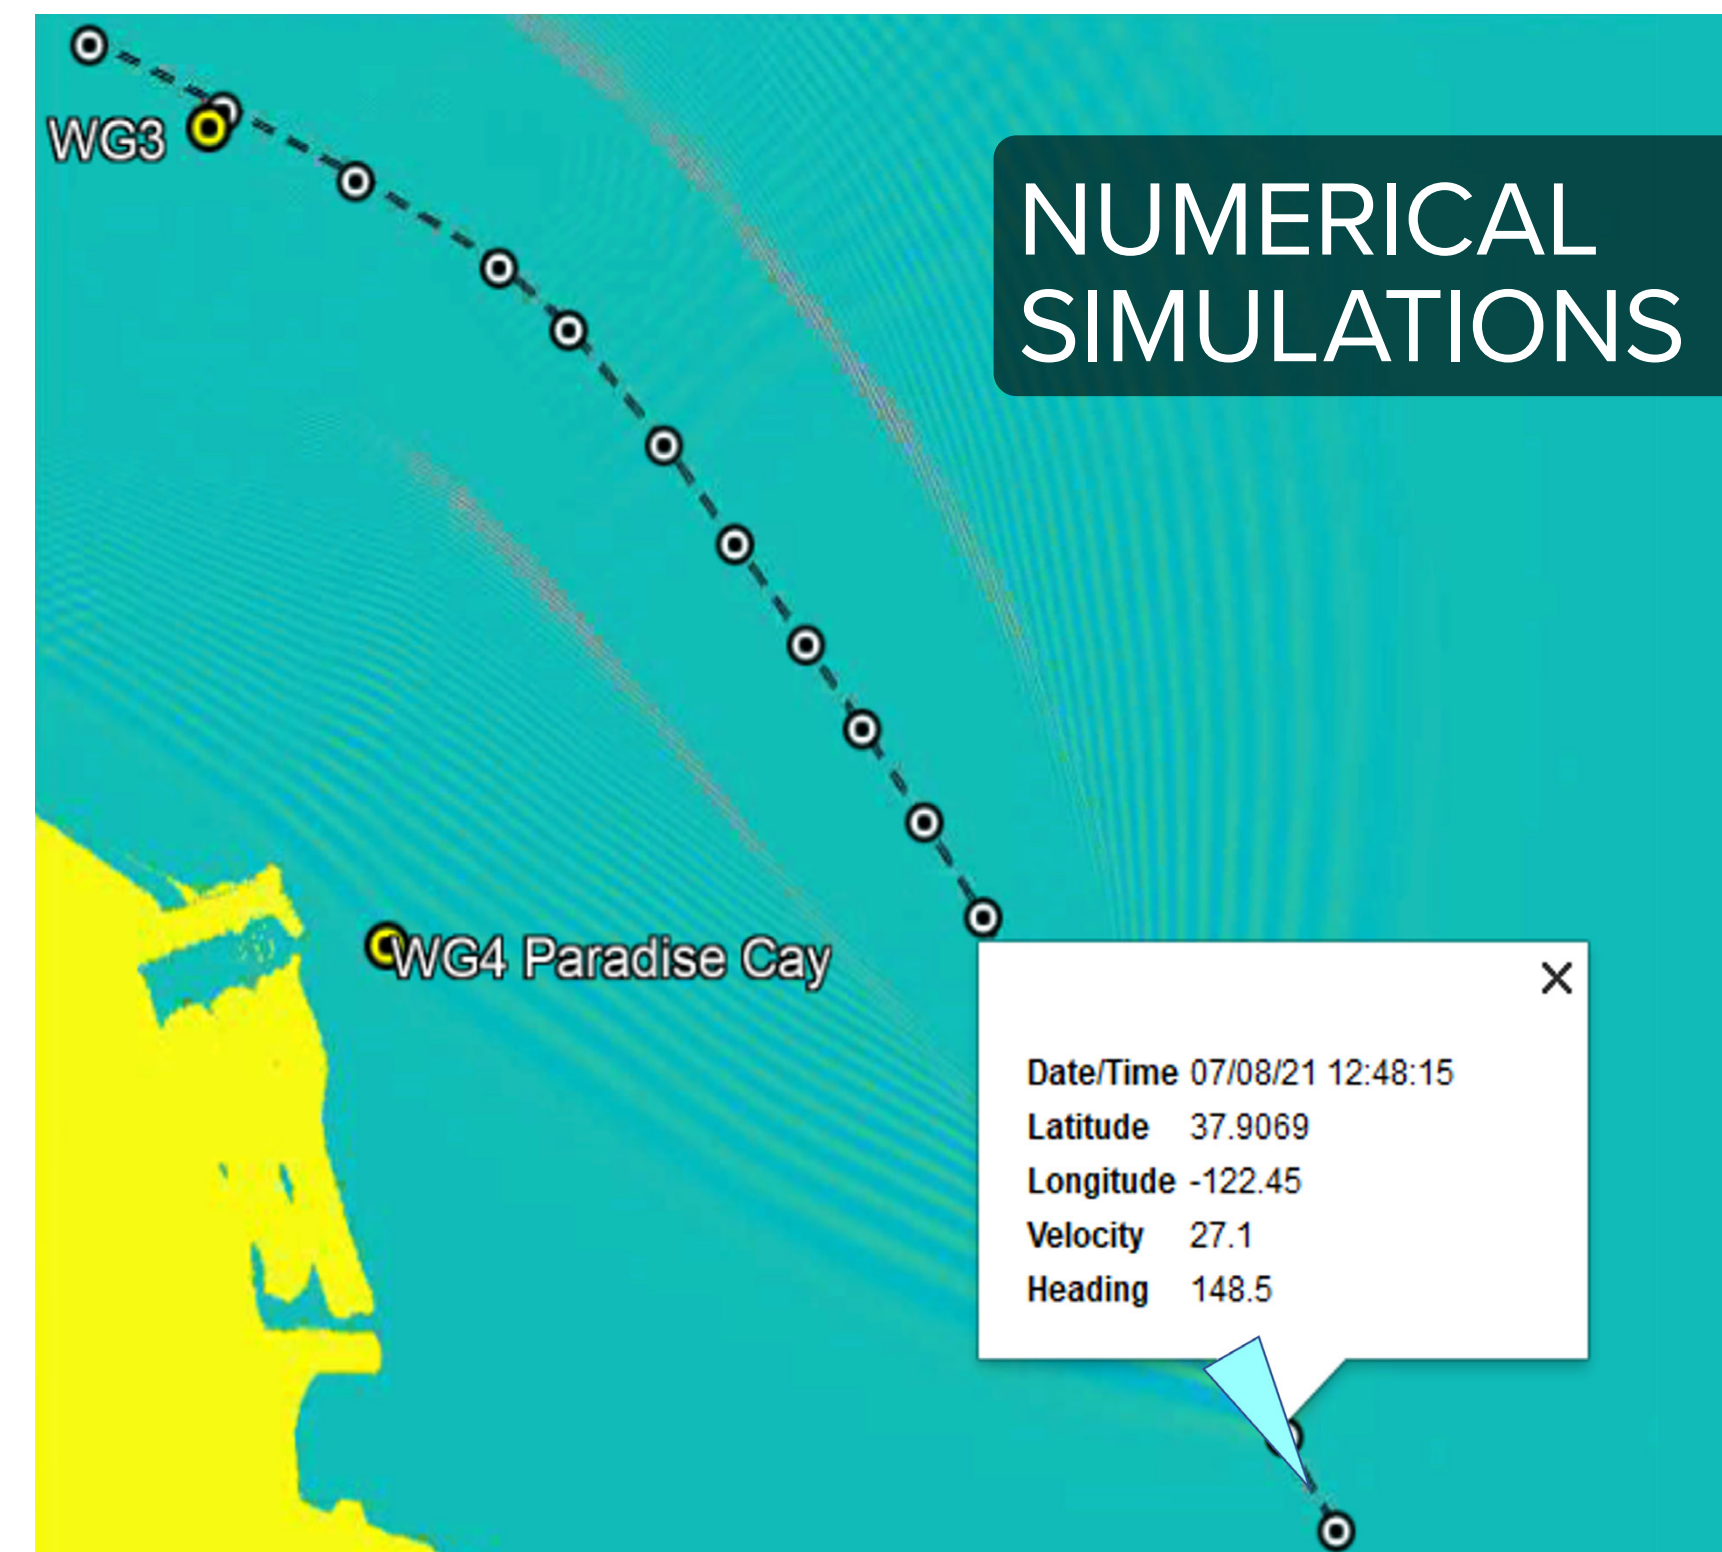 WG3
NUMERICAL
SIMULATIONS
WG4 Paradise Cay
Date/Time 07/08/21 12:48:15
Latitude 37.9069
Longitude -122.45
Velocity 27.1
Heading 148.5